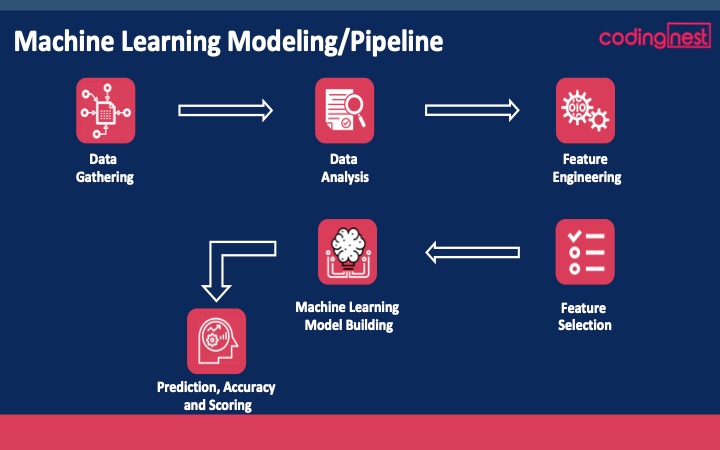 Machine Learning Modeling/Pipeline
codingnest
Data
Gathering
Data
Analysis
Feature
Engineering
Machine Learning
Model Building
Feature
Selection
Prediction, Accuracy
and Scoring